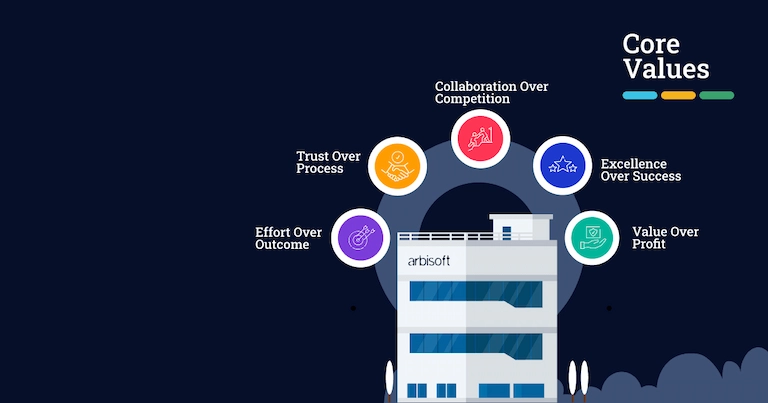 Core
Values
Collaboration Over
Competition
Trust Over
Process
Excellence
Over Success
Effort Over
Outcome
Value Over
Profit
arbisoft